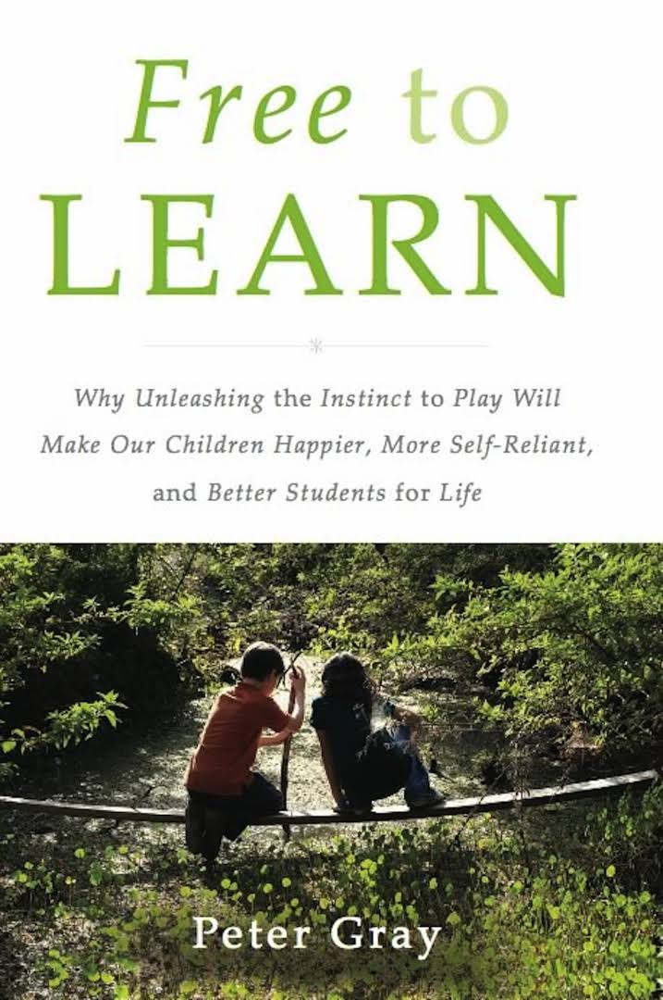 Free to
LEARN
Why Unleashing the Instinct to Play Will
Make Our Children Happier, More Self-Reliant,
and Better Students for Life
Peter Gray